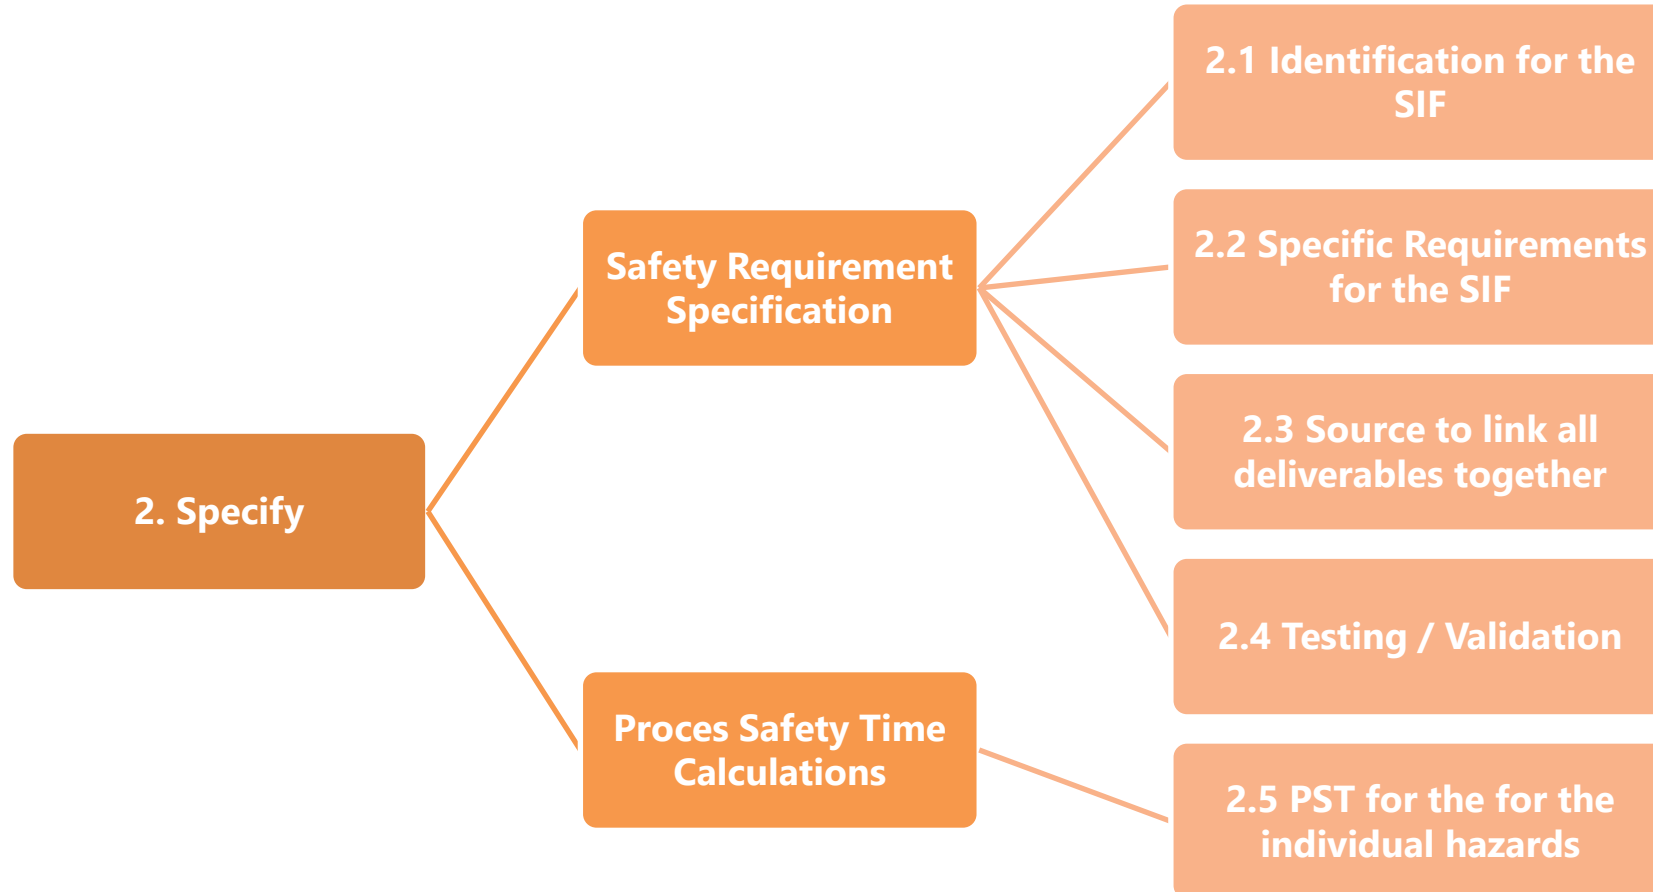 2. Specify
Safety Requirement
Specification
Proces Safety Time
Calculations
2.1 Identification for the
SIF
2.2 Specific Requirements
for the SIF
2.3 Source to link all
deliverables together
2.4 Testing / Validation
2.5 PST for the for the
individual hazards